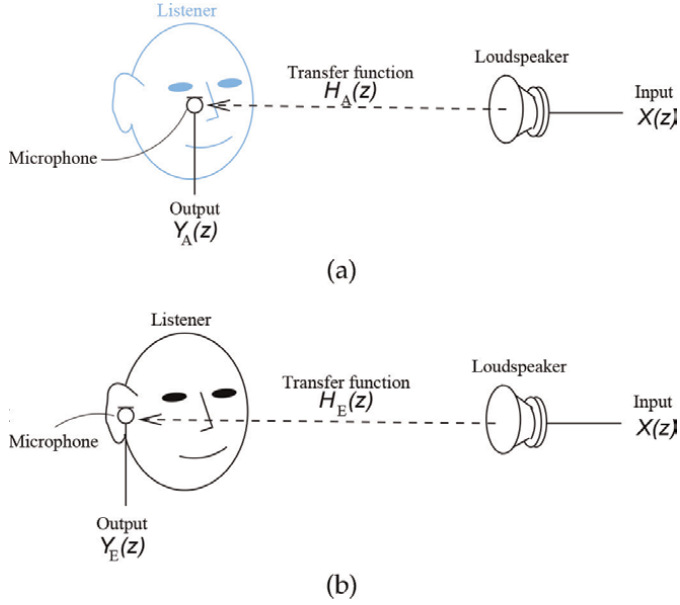 Listener
Loudspeaker
Transfer function
H_A(z)
Input
X(z)
Microphone
Output
Y_A(z)
(a)
Listener
Loudspeaker
Transfer function
H_E(z)
Input
X(z)
Microphone
Output
Y_E(z)
(b)